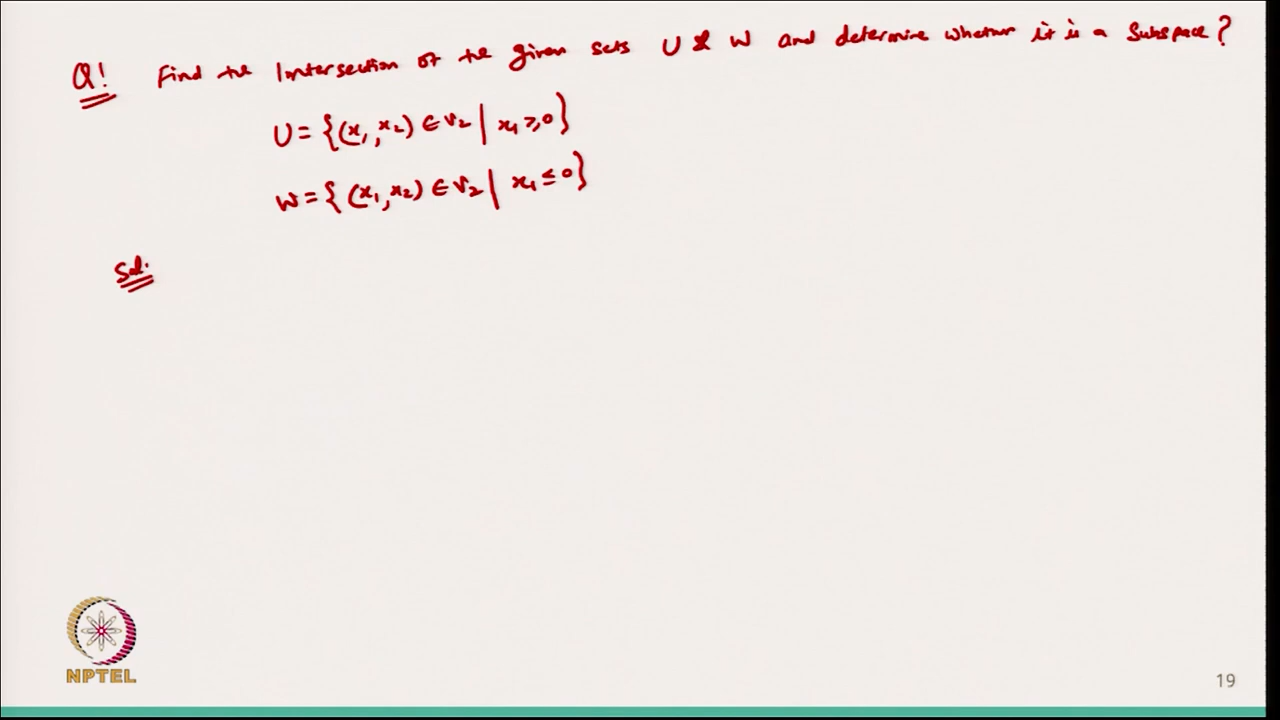 Q! Find the Intersection of the given sets U & W and determine whether it is a Subspace?
U = {(x₁, x₂) ∈ V₂ | x₁ ≥ 0}
W = {(x₁, x₂) ∈ V₂ | x₁ ≤ 0}
Sol.
NPTEL
19